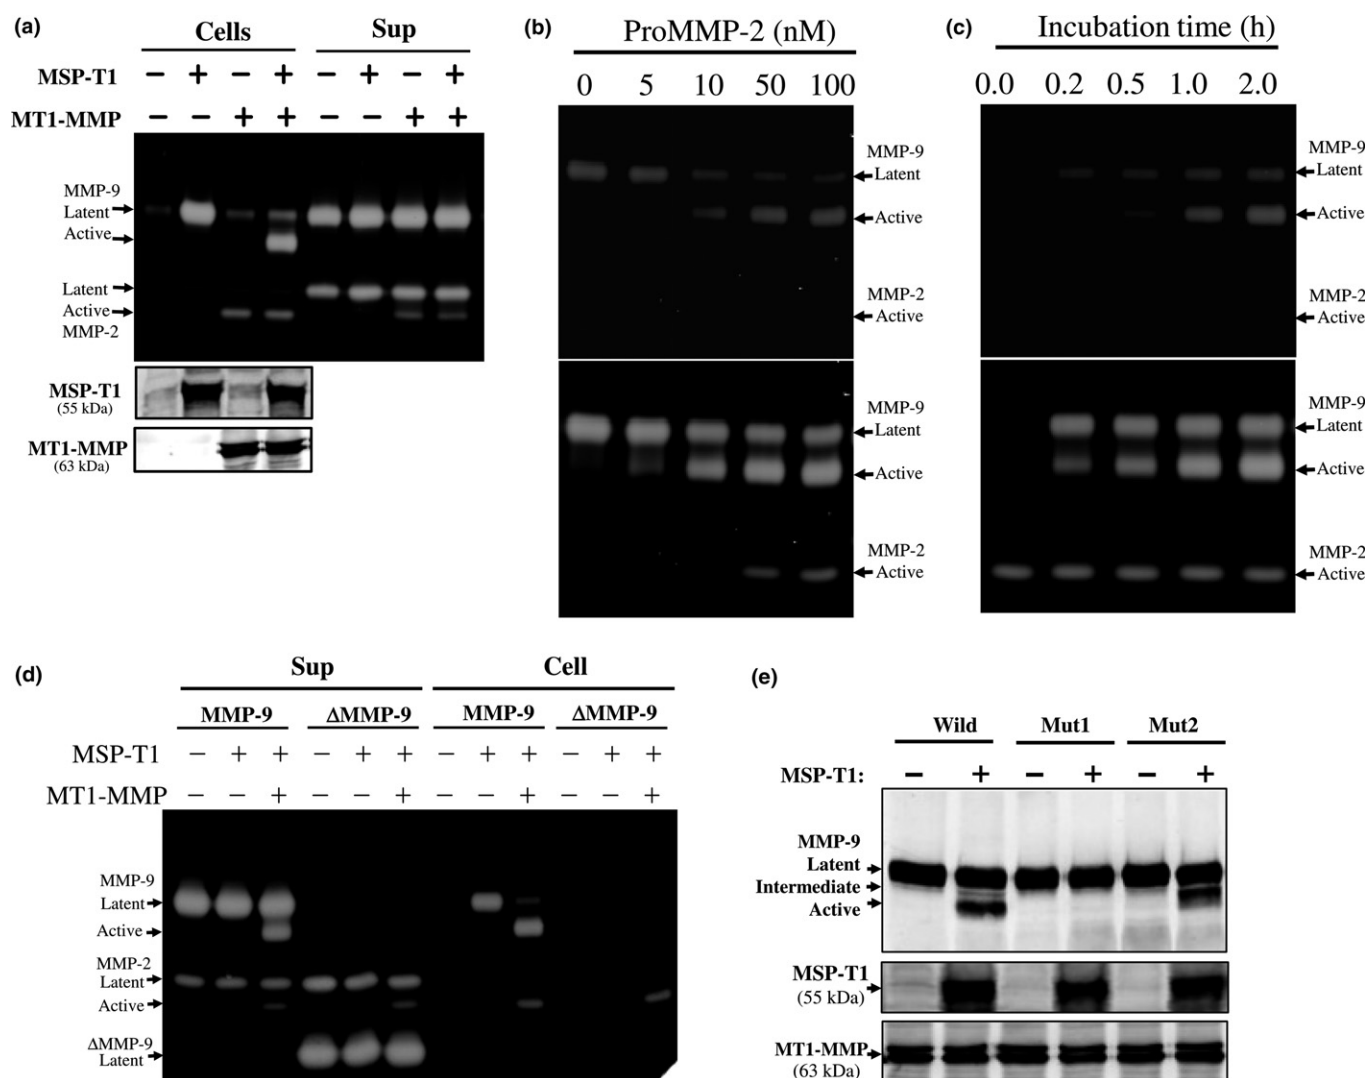 (a)
Cells Sup
MSP-T1 − + − + − + − +
MT1-MMP − − + + − − + +
MMP-9
Latent
Active
Latent
Active
MMP-2
MSP-T1
(55 kDa)
MT1-MMP
(63 kDa)
(b)
ProMMP-2 (nM)
0 5 10 50 100
MMP-9
Latent
Active
MMP-2
Active
MMP-9
Latent
Active
MMP-2
Active
(c)
Incubation time (h)
0.0 0.2 0.5 1.0 2.0
MMP-9
Latent
Active
MMP-2
Active
MMP-9
Latent
Active
MMP-2
Active
(d)
Sup Cell
MMP-9 ΔMMP-9 MMP-9 ΔMMP-9
MSP-T1 − + + − + + − + + − + +
MT1-MMP − − + − − + − − + − − +
MMP-9
Latent
Active
MMP-2
Latent
Active
ΔMMP-9
Latent
(e)
Wild Mut1 Mut2
MSP-T1: − + − + − +
MMP-9
Latent
Intermediate
Active
MSP-T1
(55 kDa)
MT1-MMP
(63 kDa)